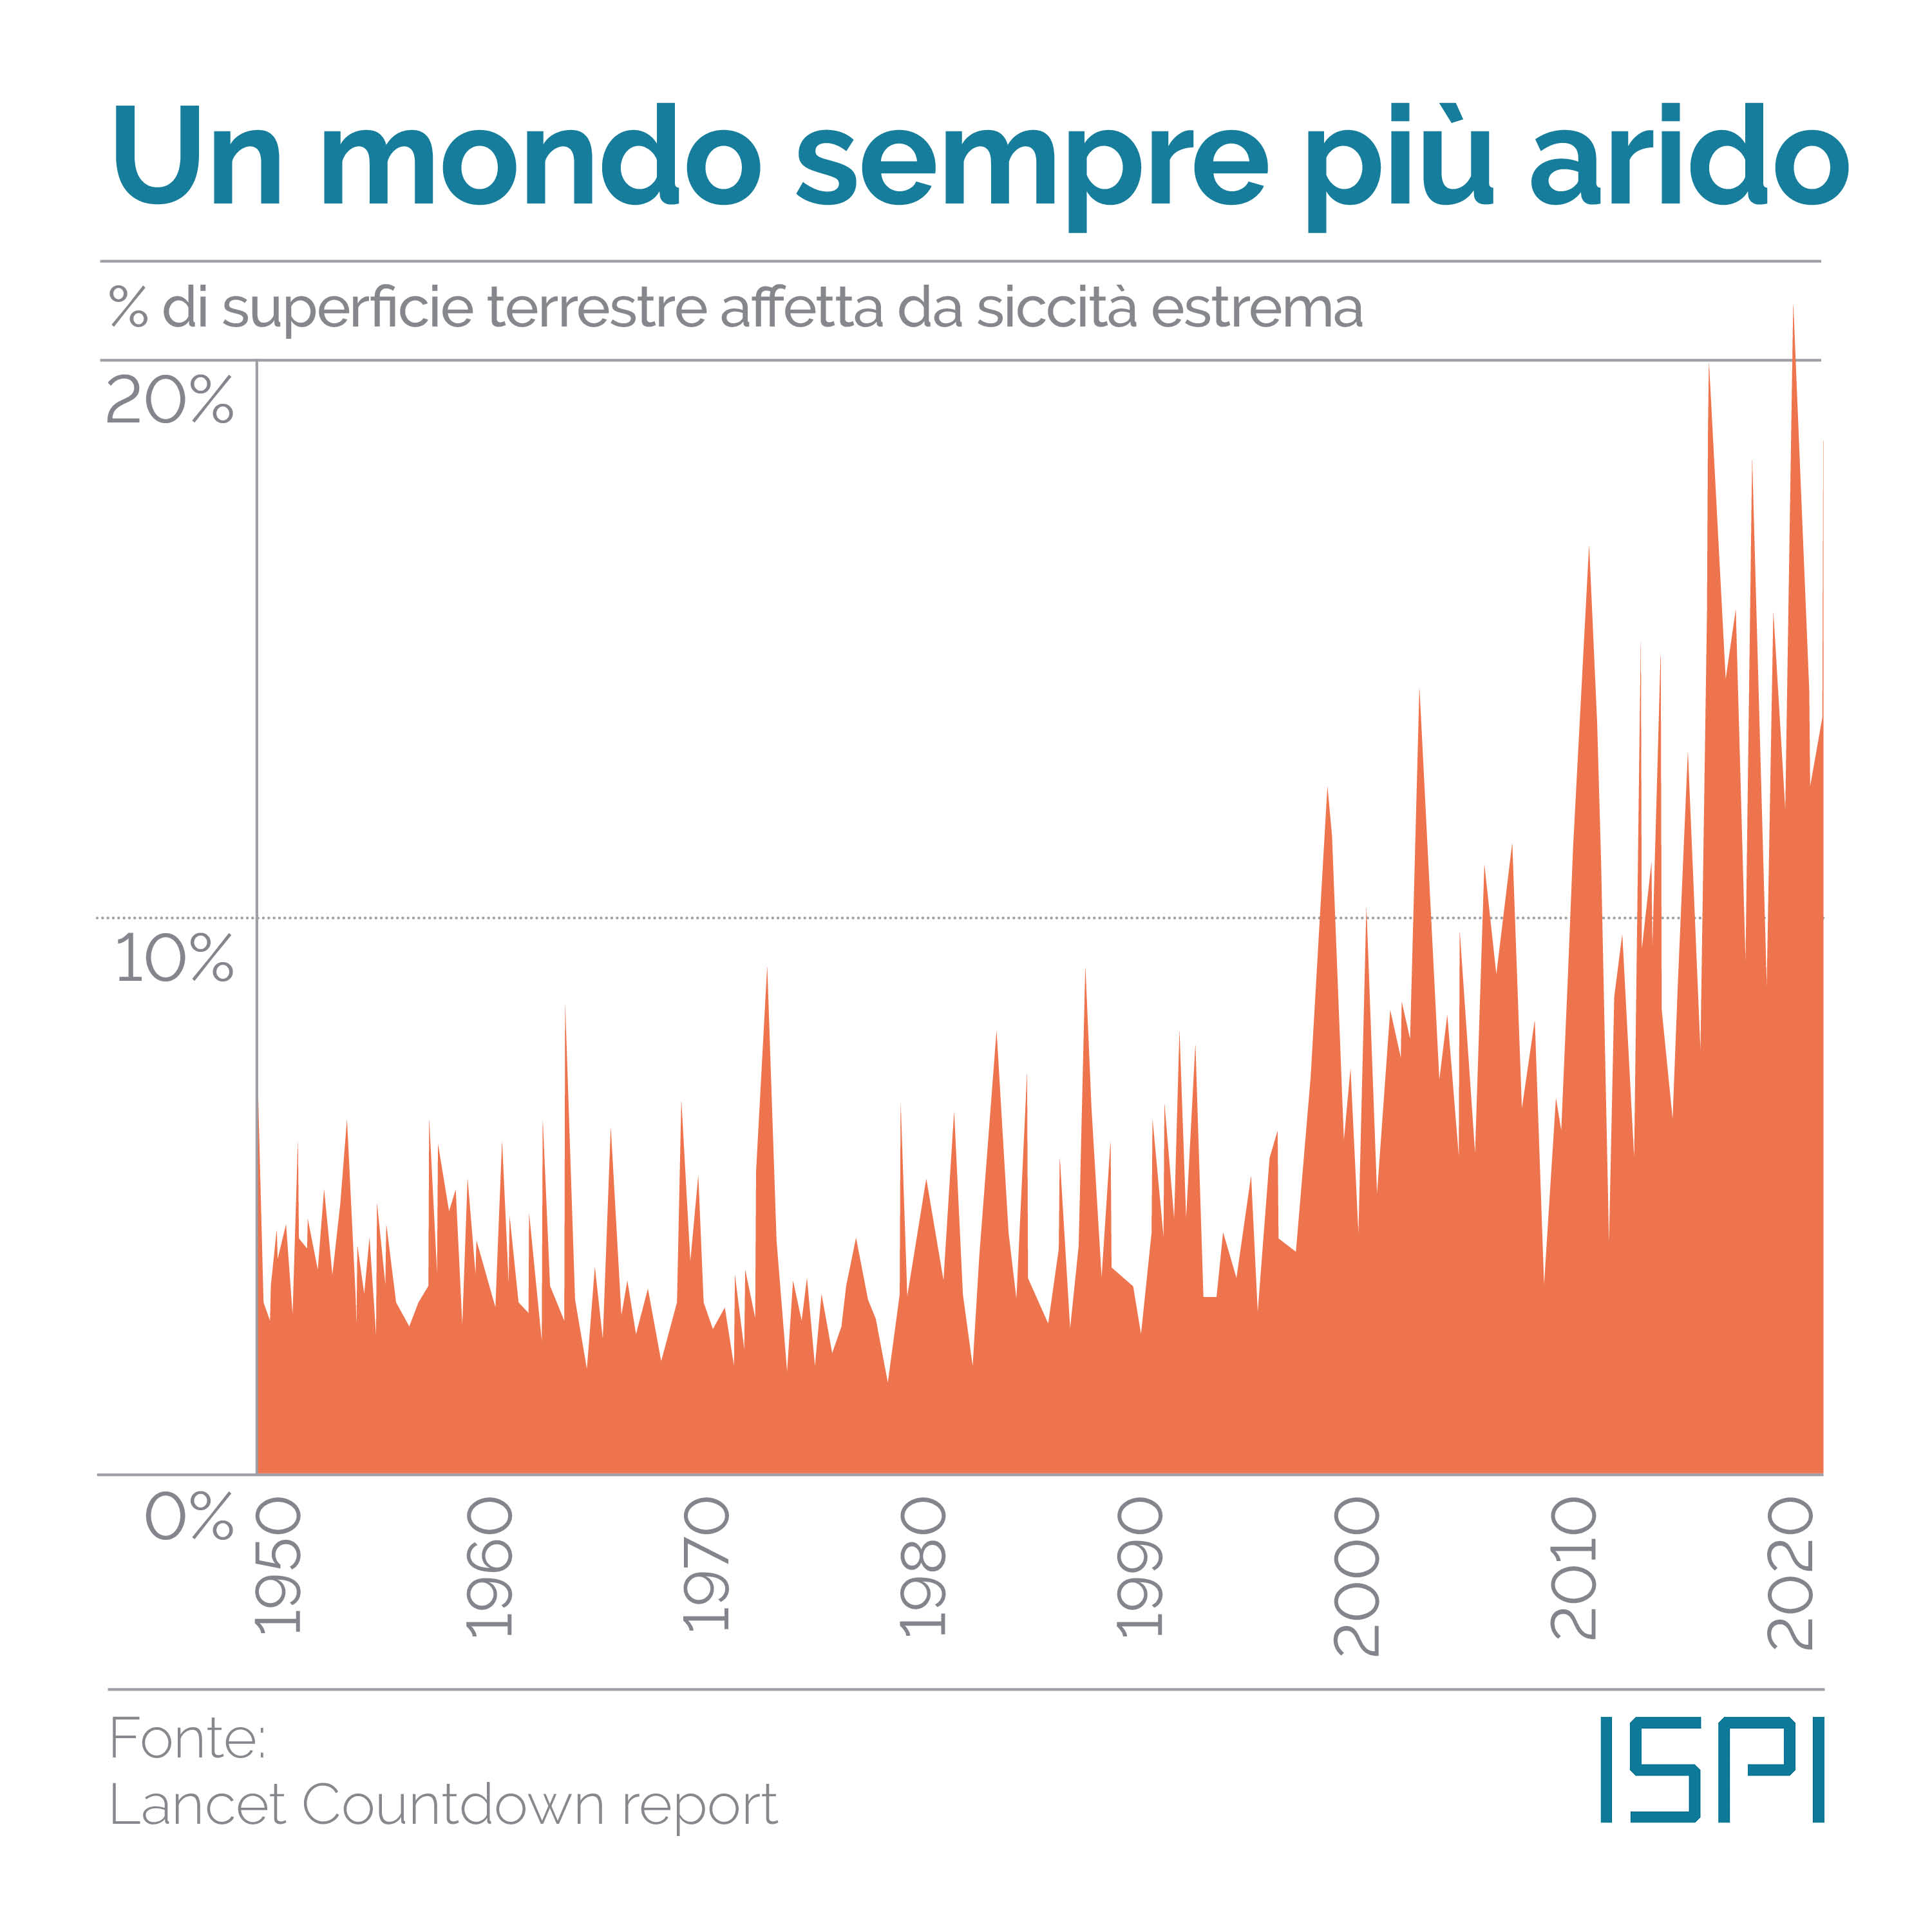 Un mondo sempre più arido
% di superficie terrestre affetta da siccità estrema
20%
10%
0%
1950
1960
1970
1980
1990
2000
2010
2020
Fonte:
Lancet Countdown report
ISPI